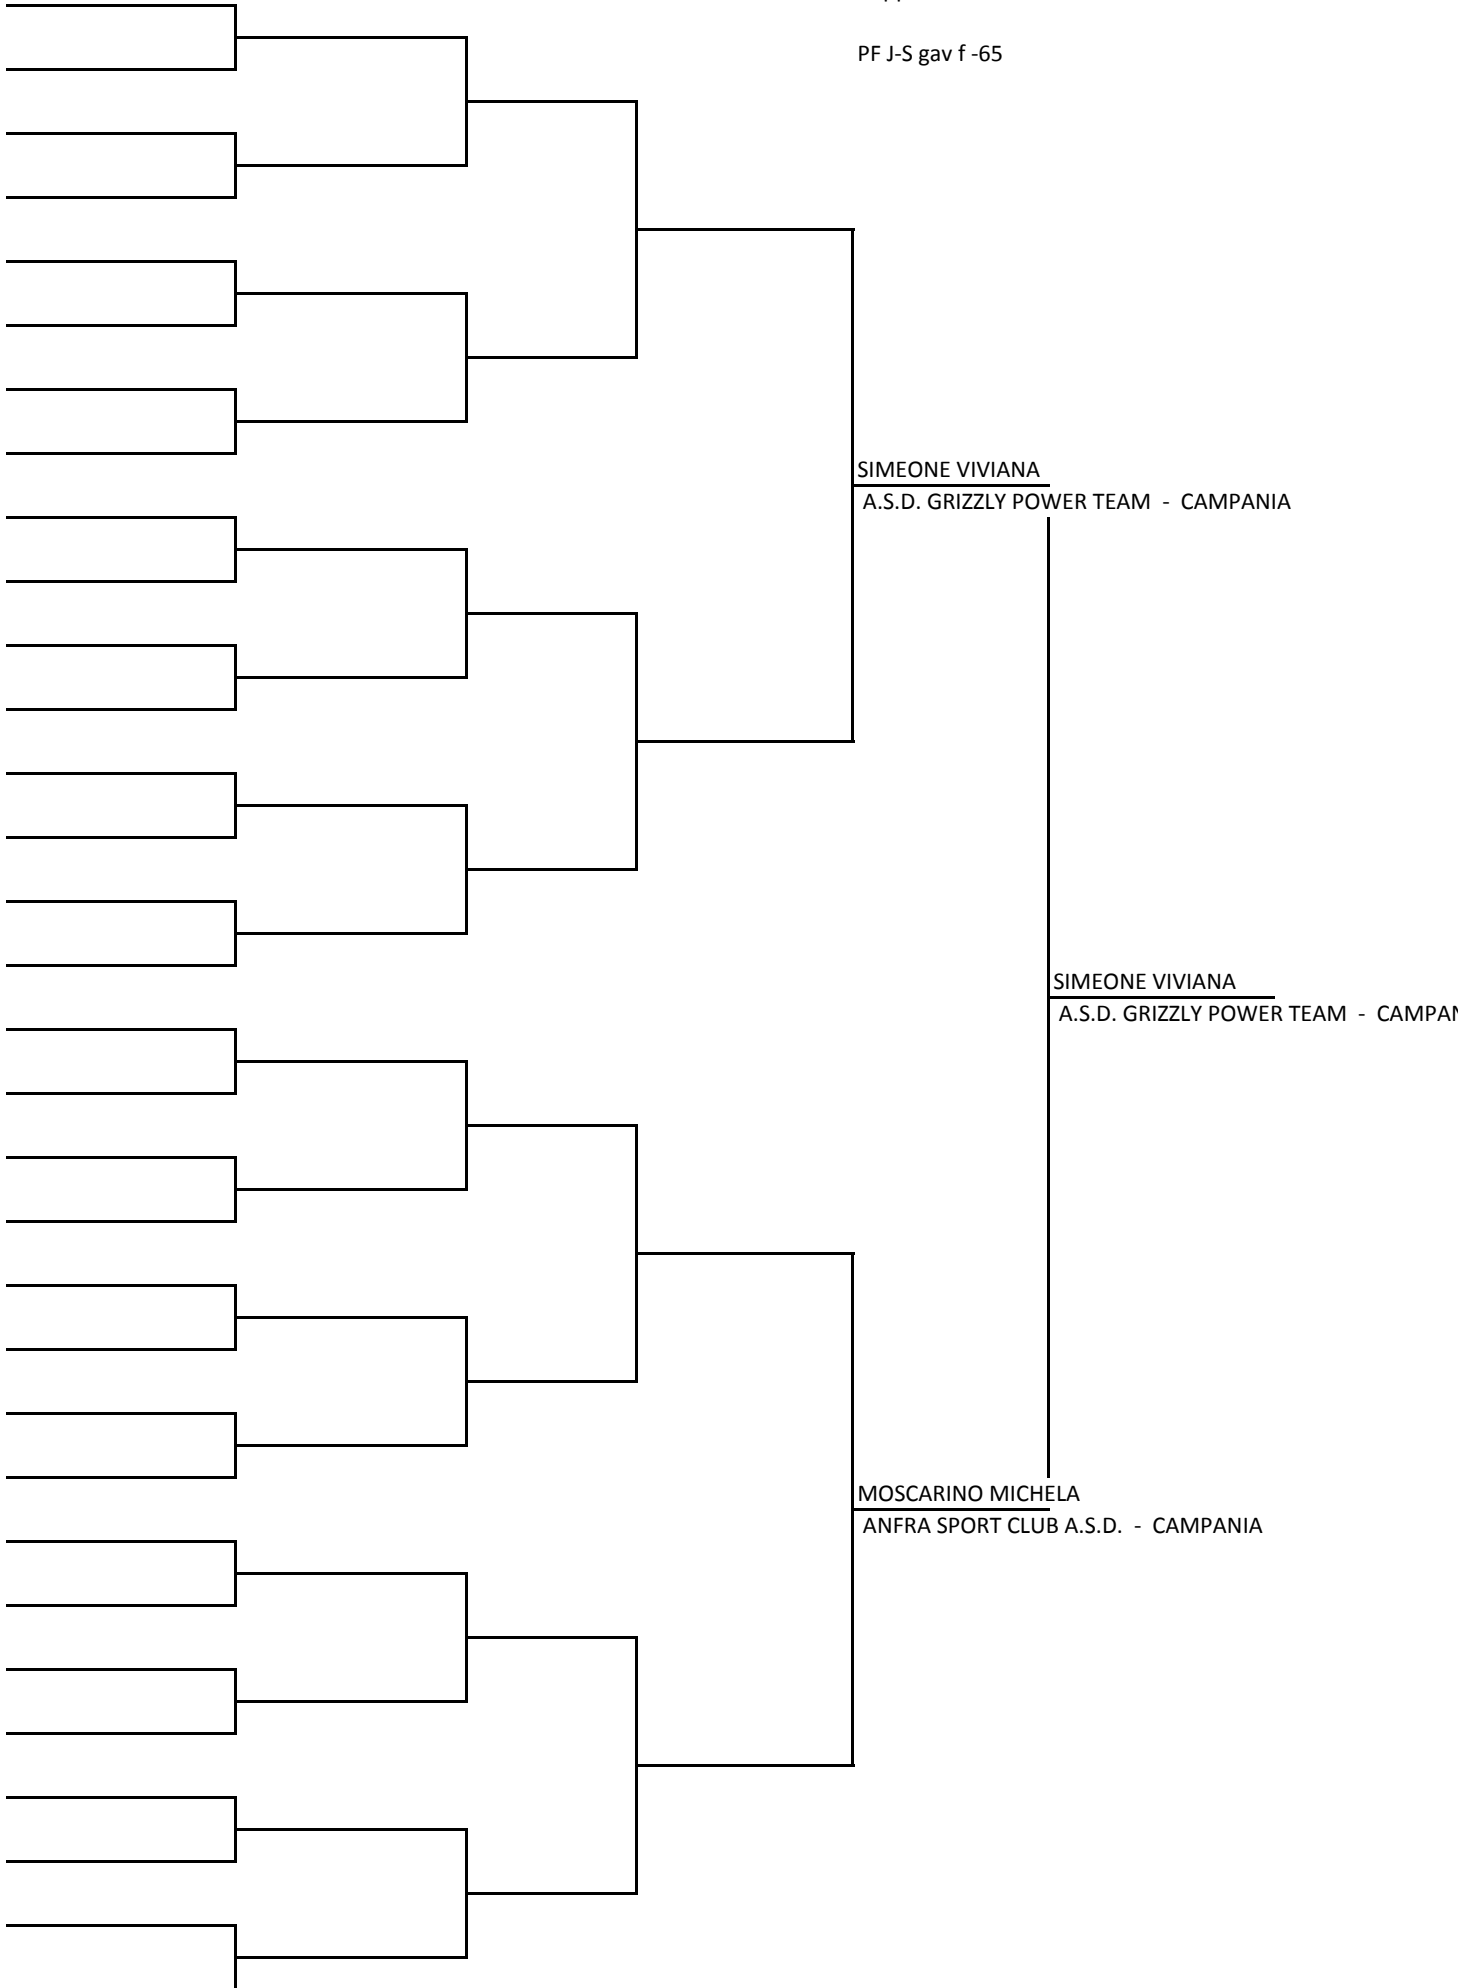 PF J-S gav f -65
SIMEONE VIVIANA
A.S.D. GRIZZLY POWER TEAM - CAMPANIA
SIMEONE VIVIANA
A.S.D. GRIZZLY POWER TEAM - CAMPAN
MOSCARINO MICHELA
ANFRA SPORT CLUB A.S.D. - CAMPANIA